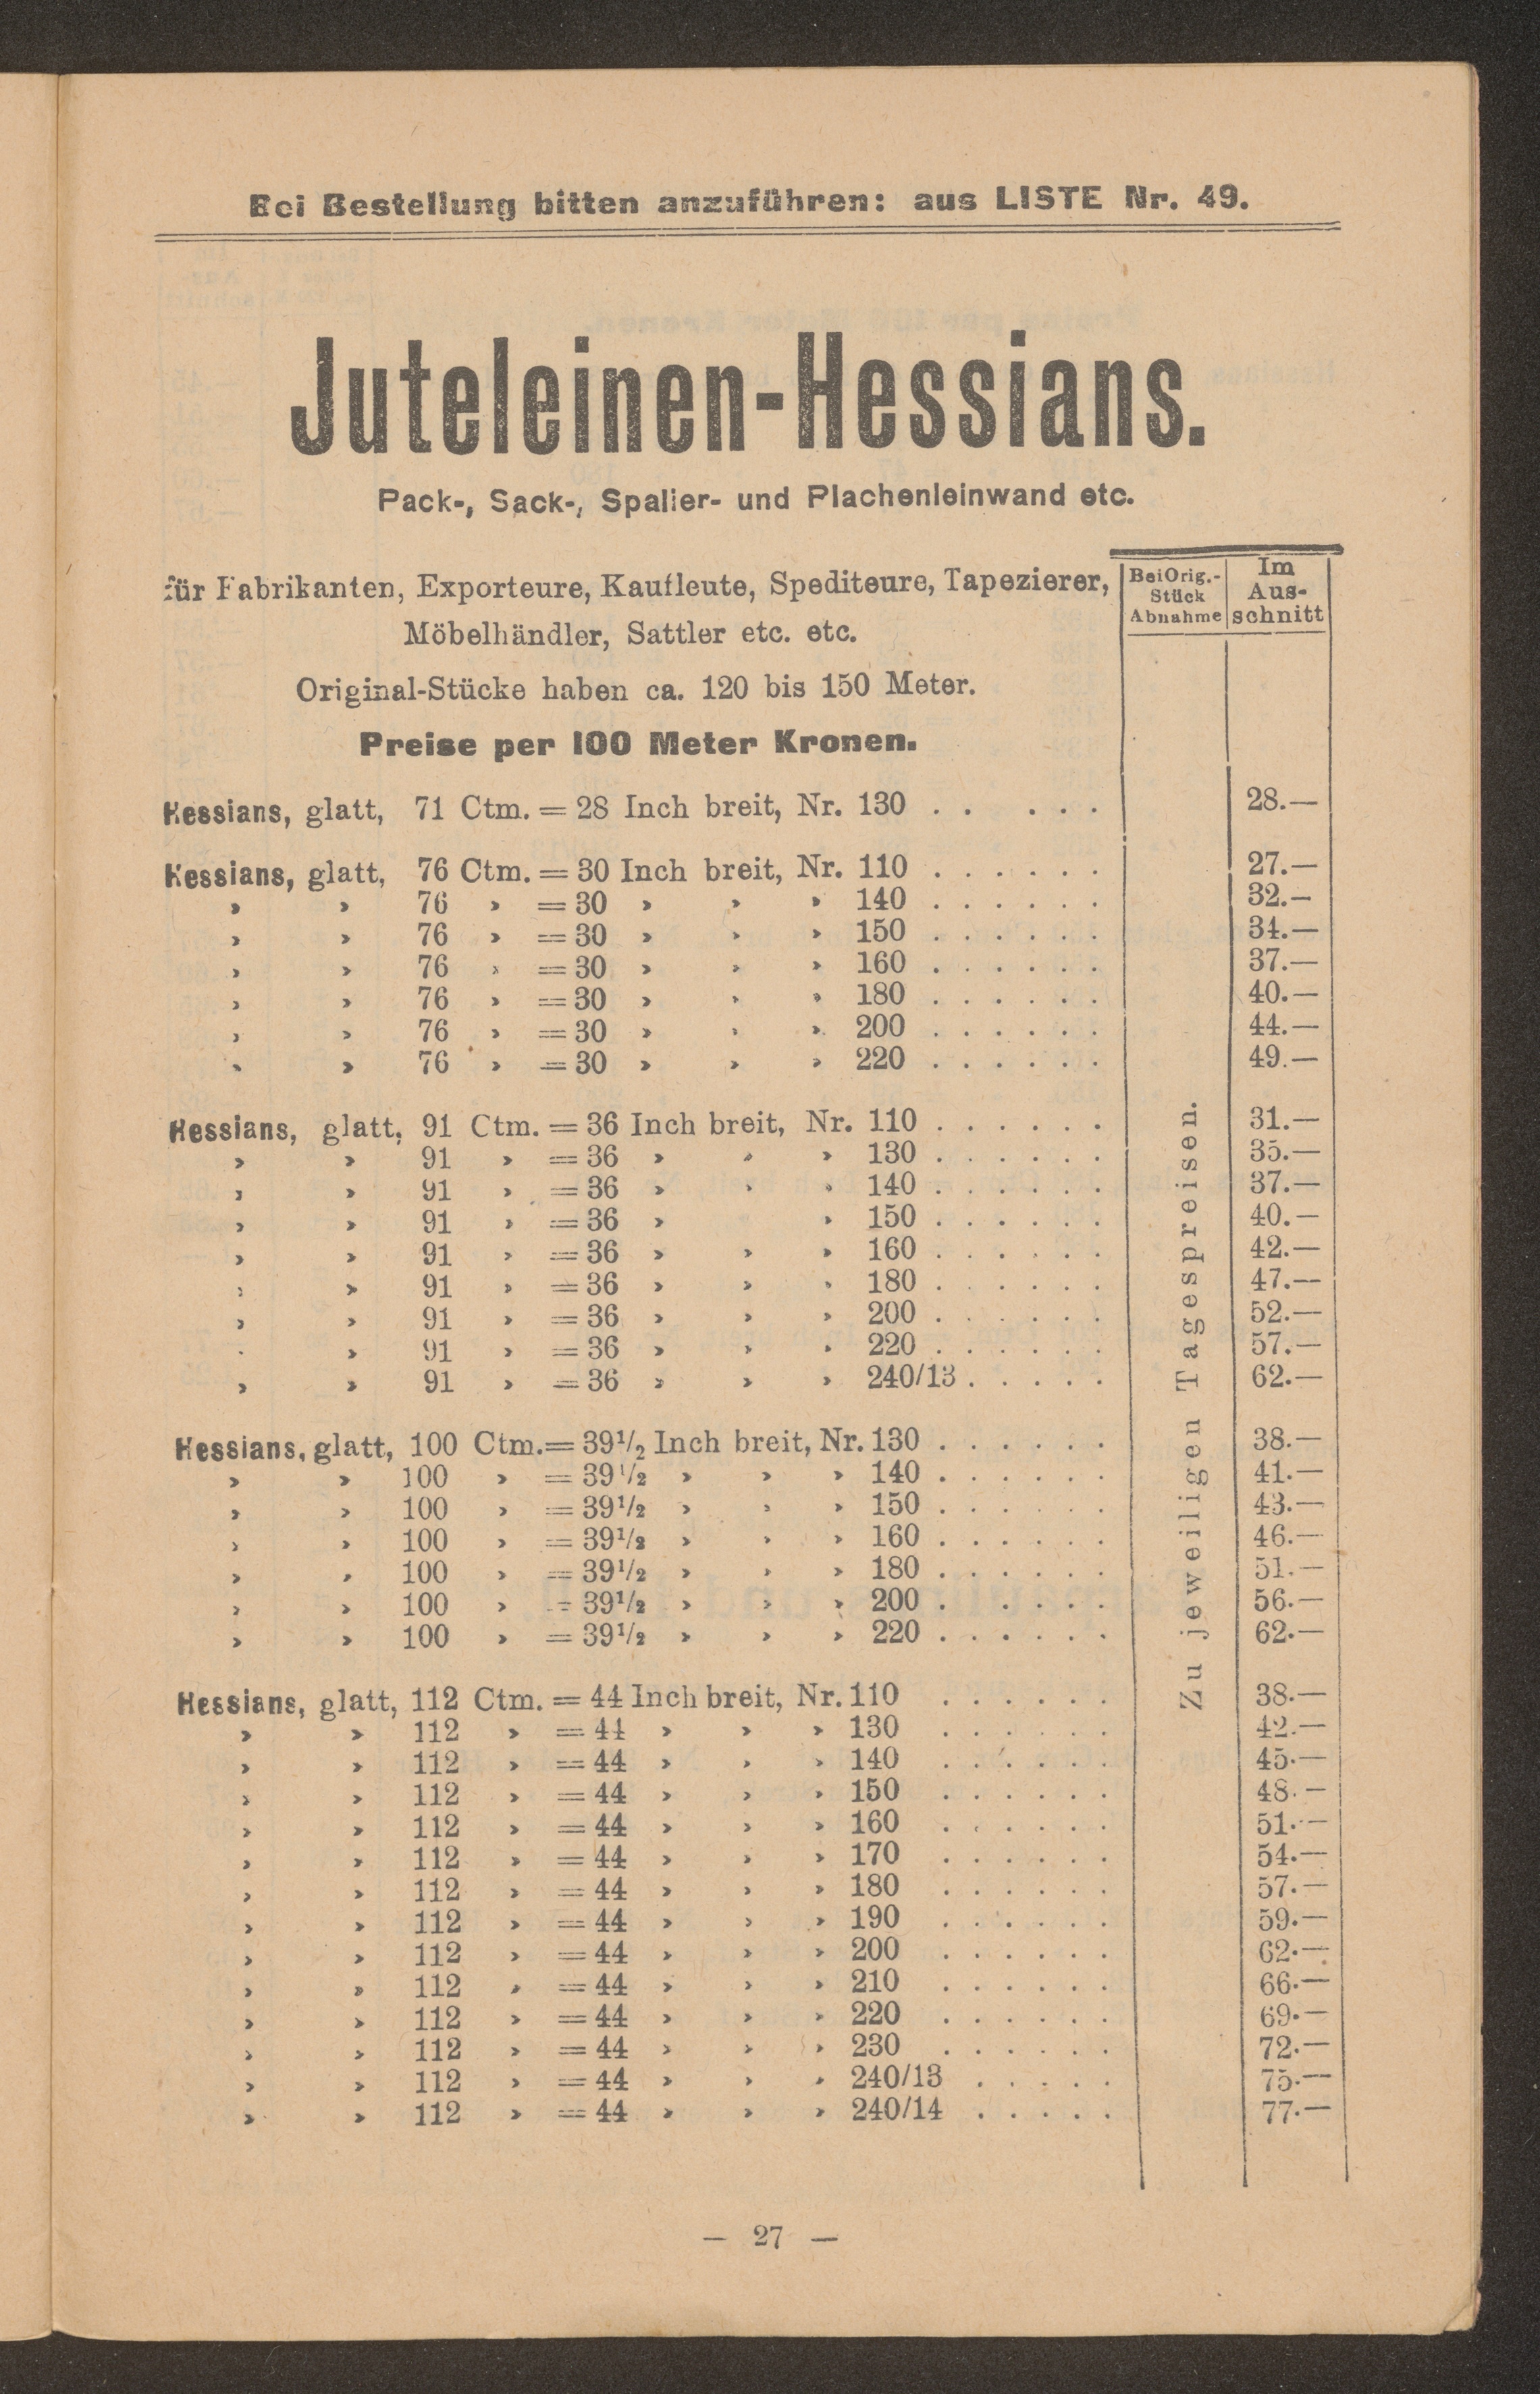 Bei Bestellung bitten anzuführen: aus LISTE Nr. 49.
Juteleinen-Hessians.
Pack-, Sack-, Spalier- und Plachenleinwand etc.
für Fabrikanten, Exporteure, Kaufleute, Spediteure, Tapezierer,
Möbelhändler, Sattler etc. etc.
Original-Stücke haben ca. 120 bis 150 Meter.
Preise per 100 Meter Kronen.
Bei Orig.-
Stück
Abnahme
Im
Aus-
schnitt
Hessians, glatt, 71 Ctm. = 28 Inch breit, Nr. 130 . . . . . 28.—
Hessians, glatt, 76 Ctm. = 30 Inch breit, Nr. 110 . . . . . . 27.—
» » 76 » = 30 » » » 140 . . . . . . 32.—
» » 76 » = 30 » » » 150 . . . . . . 34.—
» » 76 » = 30 » » » 160 . . . . . . 37.—
» » 76 » = 30 » » » 180 . . . . . . 40.—
» » 76 » = 30 » » » 200 . . . . . . 44.—
» » 76 » = 30 » » » 220 . . . . . . 49.—
Hessians, glatt, 91 Ctm. = 36 Inch breit, Nr. 110 . . . . . . 31.—
» » 91 » = 36 » » » 130 . . . . . . 35.—
» » 91 » = 36 » » » 140 . . . . . . 37.—
» » 91 » = 36 » » 150 . . . . . . 40.—
» » 91 » = 36 » » » 160 . . . . . . 42.—
» » 91 » = 36 » » » 180 . . . . . . 47.—
» » 91 » = 36 » » » 200 . . . . . . 52.—
» » 91 » = 36 » » » 220 . . . . . . 57.—
» » 91 » = 36 » » » 240/13 . . . . . 62.—
Hessians, glatt, 100 Ctm. = 39½ Inch breit, Nr. 130 . . . . . . 38.—
» » 100 » = 39½ » » » 140 . . . . . . 41.—
» » 100 » = 39½ » » » 150 . . . . . . 43.—
» » 100 » = 39½ » » » 160 . . . . . . 46.—
» » 100 » = 39½ » » » 180 . . . . . . 51.—
» » 100 » = 39½ » » » 200 . . . . . 56.—
» » 100 » = 39½ » » » 220 . . . . . . 62.—
Hessians, glatt, 112 Ctm. = 44 Inch breit, Nr. 110 . . . . . . 38.—
» » 112 » = 44 » » » 130 . . . . . . 42.—
» » 112 » = 44 » » » 140 . . . . . . 45.—
» » 112 » = 44 » » » 150 . . . . . . 48.—
» » 112 » = 44 » » » 160 . . . . . . 51.—
» » 112 » = 44 » » » 170 . . . . . . 54.—
» » 112 » = 44 » » » 180 . . . . . . 57.—
» » 112 » = 44 » » » 190 . . . . . . 59.—
» » 112 » = 44 » » » 200 . . . . . . 62.—
» » 112 » = 44 » » » 210 . . . . . . 66.—
» » 112 » = 44 » » » 220 . . . . . . 69.—
» » 112 » = 44 » » » 230 . . . . . . 72.—
» » 112 » = 44 » » » 240/13 . . . . . 75.—
» » 112 » = 44 » » » 240/14 . . . . . 77.—
Zu jeweiligen Tagespreisen.
— 27 —